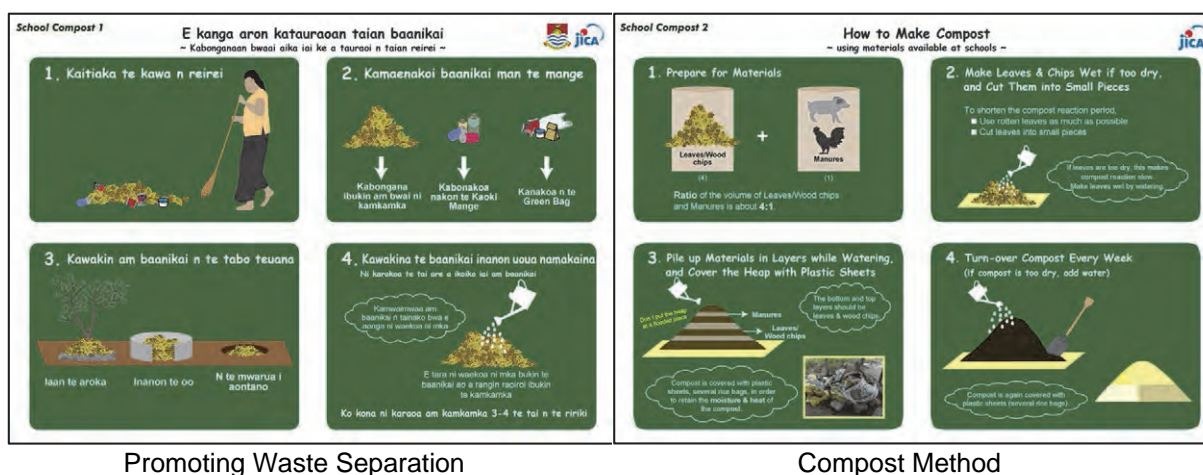 School Compost 1
E kanga aron katauraoan taian baanikai
~ Kabonganaan bwaai aika iai ke a tauraoi n taian reirei ~
jica
1. Kaitiaka te kawa n reirei
2. Kamaenakoi baanikai man te mange
Kabongana
ibukin am bwai ni
kamkamka
Kabonakoa
nakon te Kaoki
Mange
Kanakoa n te
Green Bag
3. Kawakin am baanikai n te tabo teuana
Iaan te aroka
Inanon te oo
N te mwarua i
aontano
4. Kawakina te baanikai inanon uoua namakaina
Ni karokoa te tai are a ikoiko iai am baanikai
Kamwaimwaaa am
baanikai n tainako bwa e
aonga ni waekoa ni mka
E tara ni waekoa ni mka bukin te
baanikai ao a rangin raoiroi ibukin
te kamkamka
Ko kona ni karaoa am kamkamka 3-4 te tai n te ririki
School Compost 2
How to Make Compost
~ using materials available at schools ~
jica
1. Prepare for Materials
Leaves/Wood
chips
(4)
+
Manures
(1)
Ratio of the volume of Leaves/Wood chips
and Manures is about 4:1.
2. Make Leaves & Chips Wet if too dry,
and Cut Them into Small Pieces
To shorten the compost reaction period,
Use rotten leaves as much as possible
Cut leaves into small pieces
If leaves are too dry, this makes
compost reaction slow.
Make leaves wet by watering.
3. Pile up Materials in Layers while Watering,
and Cover the Heap with Plastic Sheets
Don't put the heap
at a flooded place
Manures
Leaves/
Wood chips
The bottom and top
layers should be
leaves & wood chips.
Compost is covered with plastic
sheets, several rice bags, in order
to retain the moisture & heat of
the compost.
4. Turn-over Compost Every Week
(if compost is too dry, add water)
Compost is again covered with
plastic sheets (several rice bags).
Promoting Waste Separation
Compost Method